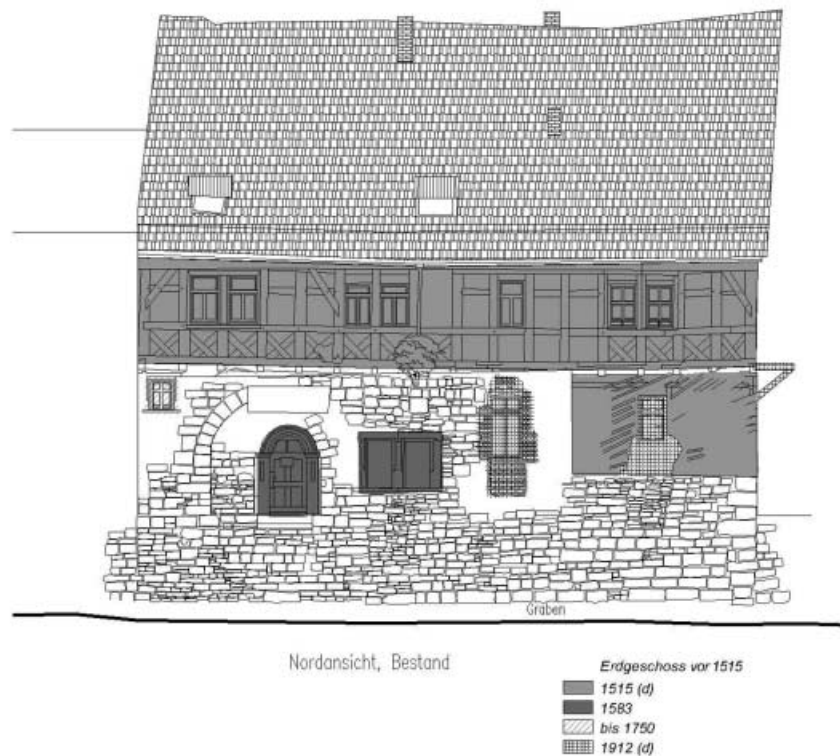 Graben
Nordansicht, Bestand
Erdgeschoss vor 1515
1515 (d)
1583
bis 1750
1912 (d)